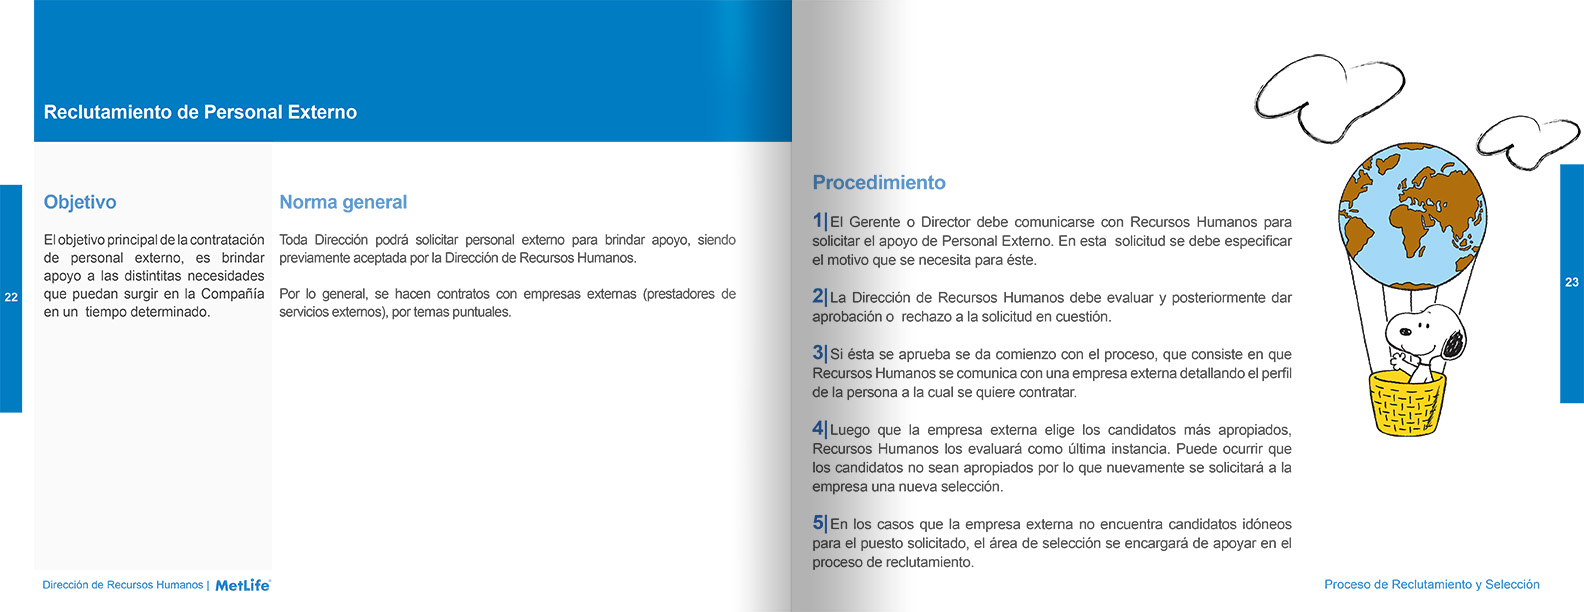 Reclutamiento de Personal Externo
22
Objetivo
El objetivo principal de la contratación
de personal externo, es brindar
apoyo a las distintitas necesidades
que puedan surgir en la Compañía
en un tiempo determinado.
Norma general
Toda Dirección podrá solicitar personal externo para brindar apoyo, siendo
previamente aceptada por la Dirección de Recursos Humanos.
Por lo general, se hacen contratos con empresas externas (prestadores de
servicios externos), por temas puntuales.
Dirección de Recursos Humanos | MetLife
Procedimiento
1| El Gerente o Director debe comunicarse con Recursos Humanos para
solicitar el apoyo de Personal Externo. En esta solicitud se debe especificar
el motivo que se necesita para éste.
2| La Dirección de Recursos Humanos debe evaluar y posteriormente dar
aprobación o rechazo a la solicitud en cuestión.
3| Si ésta se aprueba se da comienzo con el proceso, que consiste en que
Recursos Humanos se comunica con una empresa externa detallando el perfil
de la persona a la cual se quiere contratar.
4| Luego que la empresa externa elige los candidatos más apropiados,
Recursos Humanos los evaluará como última instancia. Puede ocurrir que
los candidatos no sean apropiados por lo que nuevamente se solicitará a la
empresa una nueva selección.
5| En los casos que la empresa externa no encuentra candidatos idóneos
para el puesto solicitado, el área de selección se encargará de apoyar en el
proceso de reclutamiento.
23
Proceso de Reclutamiento y Selección